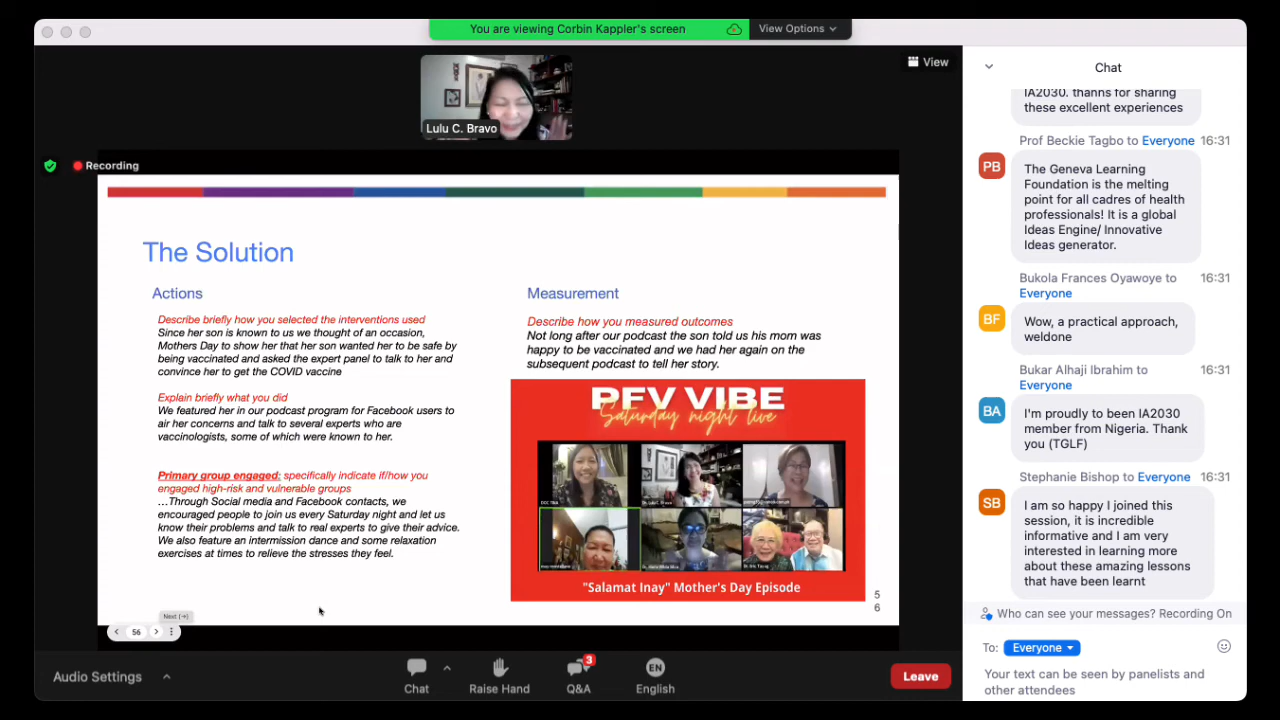 You are viewing Corbin Kappler's screen
View Options
View
Lulu C. Bravo
Recording
The Solution
Actions
Describe briefly how you selected the interventions used
Since her son is known to us we thought of an occasion,
Mothers Day to show her that her son wanted her to be safe by
being vaccinated and asked the expert panel to talk to her and
convince her to get the COVID vaccine
Explain briefly what you did
We featured her in our podcast program for Facebook users to
air her concerns and talk to several experts who are
vaccinologists, some of which were known to her.
Primary group engaged: specifically indicate if/how you
engaged high-risk and vulnerable groups
…Through Social media and Facebook contacts, we
encouraged people to join us every Saturday night and let us
know their problems and talk to real experts to give their advice.
We also feature an intermission dance and some relaxation
exercises at times to relieve the stresses they feel.
Measurement
Describe how you measured outcomes
Not long after our podcast the son told us his mom was
happy to be vaccinated and we had her again on the
subsequent podcast to tell her story.
PFV VIBE
Saturday night live
"Salamat Inay" Mother's Day Episode
5
6
Next (→)
56
Audio Settings
Chat
Raise Hand
3
Q&A
EN
English
Leave
Chat
IA2030. thanns for sharing
these excellent experiences
Prof Beckie Tagbo to Everyone 16:31
PB
The Geneva Learning
Foundation is the melting
point for all cadres of health
professionals! It is a global
Ideas Engine/ Innovative
Ideas generator.
Bukola Frances Oyawoye to
Everyone 16:31
BF
Wow, a practical approach,
weldone
Bukar Alhaji Ibrahim to
Everyone 16:31
BA
I'm proudly to been IA2030
member from Nigeria. Thank
you (TGLF)
Stephanie Bishop to Everyone 16:31
SB
I am so happy I joined this
session, it is incredible
informative and I am very
interested in learning more
about these amazing lessons
that have been learnt
Who can see your messages? Recording On
To: Everyone
Your text can be seen by panelists and
other attendees